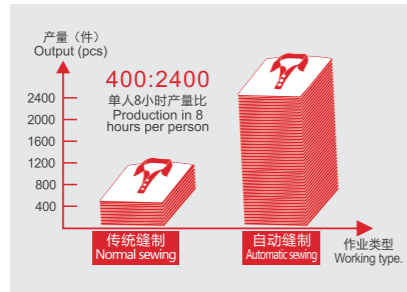 产量（件）
Output (pcs)
400:2400
单人8小时产量比
Production in 8
hours per person
2400
2000
1600
1200
800
400
传统缝制
Normal sewing
自动缝制
Automatic sewing
作业类型
Working type.